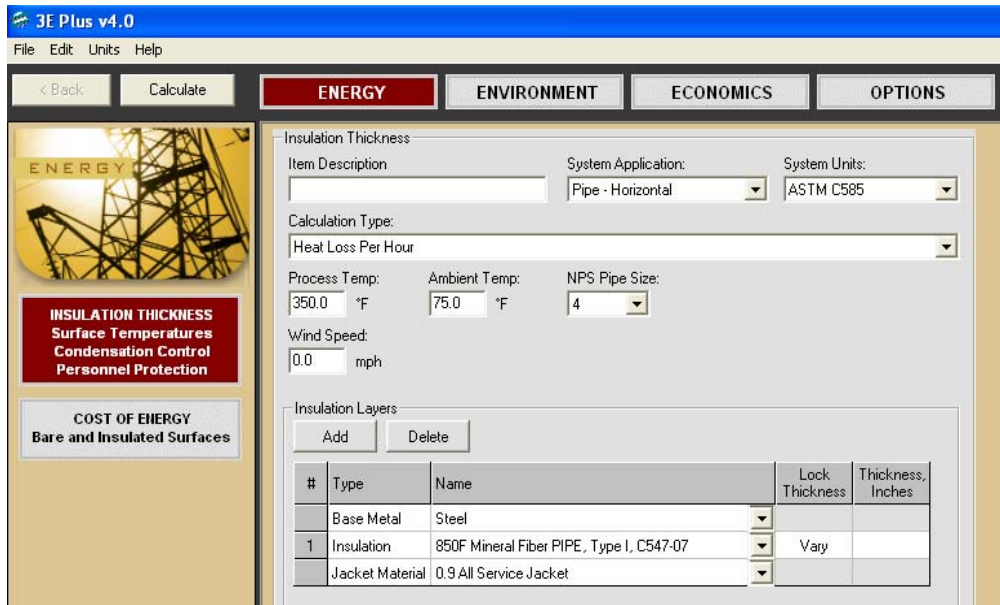 3E Plus v4.0
File Edit Units Help
< Back Calculate ENERGY ENVIRONMENT ECONOMICS OPTIONS
ENERGY
INSULATION THICKNESS
Surface Temperatures
Condensation Control
Personnel Protection
COST OF ENERGY
Bare and Insulated Surfaces
Insulation Thickness
Item Description System Application: System Units:
Pipe - Horizontal ASTM C585
Calculation Type:
Heat Loss Per Hour
Process Temp: Ambient Temp: NPS Pipe Size:
350.0 °F 75.0 °F 4
Wind Speed:
0.0 mph
Insulation Layers
Add Delete
# Type Name Lock Thickness Thickness, Inches
Base Metal Steel
1 Insulation 850F Mineral Fiber PIPE, Type I, C547-07 Vary
Jacket Material 0.9 All Service Jacket